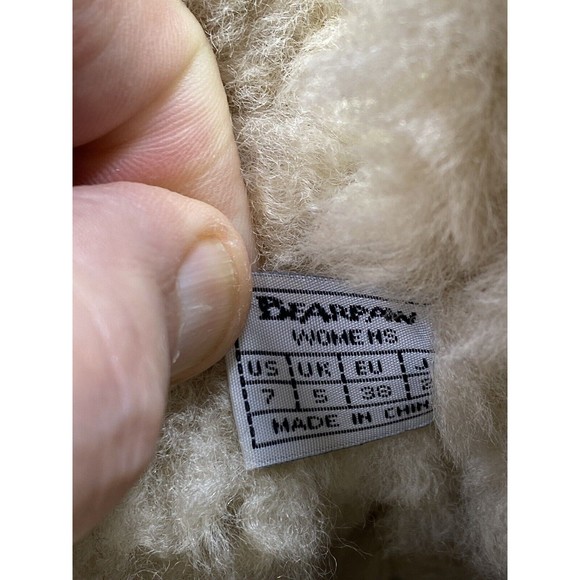 BEARPAW
WOMENS
US UK EU
7 5 38
MADE IN CHIN